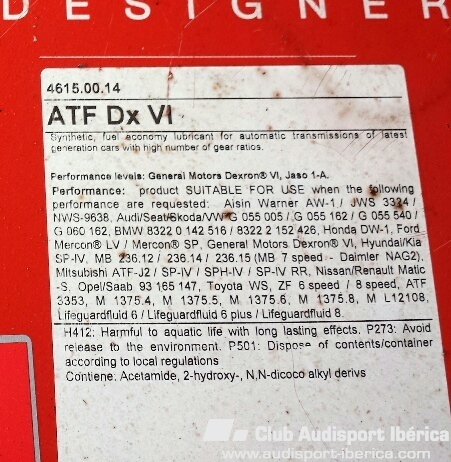 DESIGNER
4615.00.14
ATF Dx VI
Synthetic, fuel economy lubricant for automatic transmissions of latest
generation cars with high number of gear ratios.
Performance levels: General Motors Dexron® VI, Jaso 1-A.
Performance: product SUITABLE FOR USE when the following
performance are requested: Aisin Warner AW-1 / JWS 3324 /
NWS-9638, Audi/Seat/Skoda/VW G 055 005 / G 055 162 / G 055 540 /
G 060 162, BMW 8322 0 142 516 / 8322 2 152 426, Honda DW-1, Ford
Mercon® LV / Mercon® SP, General Motors Dexron® VI, Hyundai/Kia
SP-IV, MB 236.12 / 236.14 / 236.15 (MB 7 speed - Daimler NAG2),
Mitsubishi ATF-J2 / SP-IV / SPH-IV / SP-IV RR, Nissan/Renault Matic
-S, Opel/Saab 93 165 147, Toyota WS, ZF 6 speed / 8 speed, ATF
3353, M 1375.4, M 1375.5, M 1375.6, M 1375.8, M L12108,
Lifeguardfluid 6 / Lifeguardfluid 6 plus / Lifeguardfluid 8.
H412: Harmful to aquatic life with long lasting effects. P273: Avoid
release to the environment. P501: Dispose of contents/container
according to local regulations
Contiene: Acetamide, 2-hydroxy-, N,N-dicoco alkyl derivs
Club Audisport Ibérica
www.audisport-iberica.com